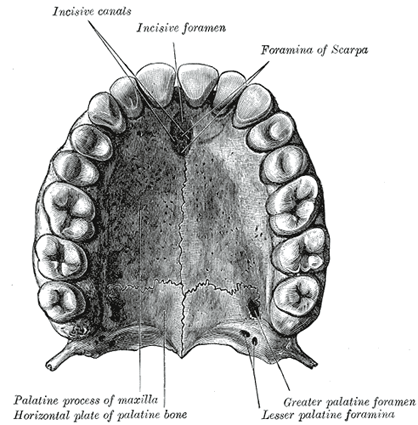 Incisive canals
Incisive foramen
Foramina of Scarpa
Palatine process of maxilla
Horizontal plate of palatine bone
Greater palatine foramen
Lesser palatine foramina